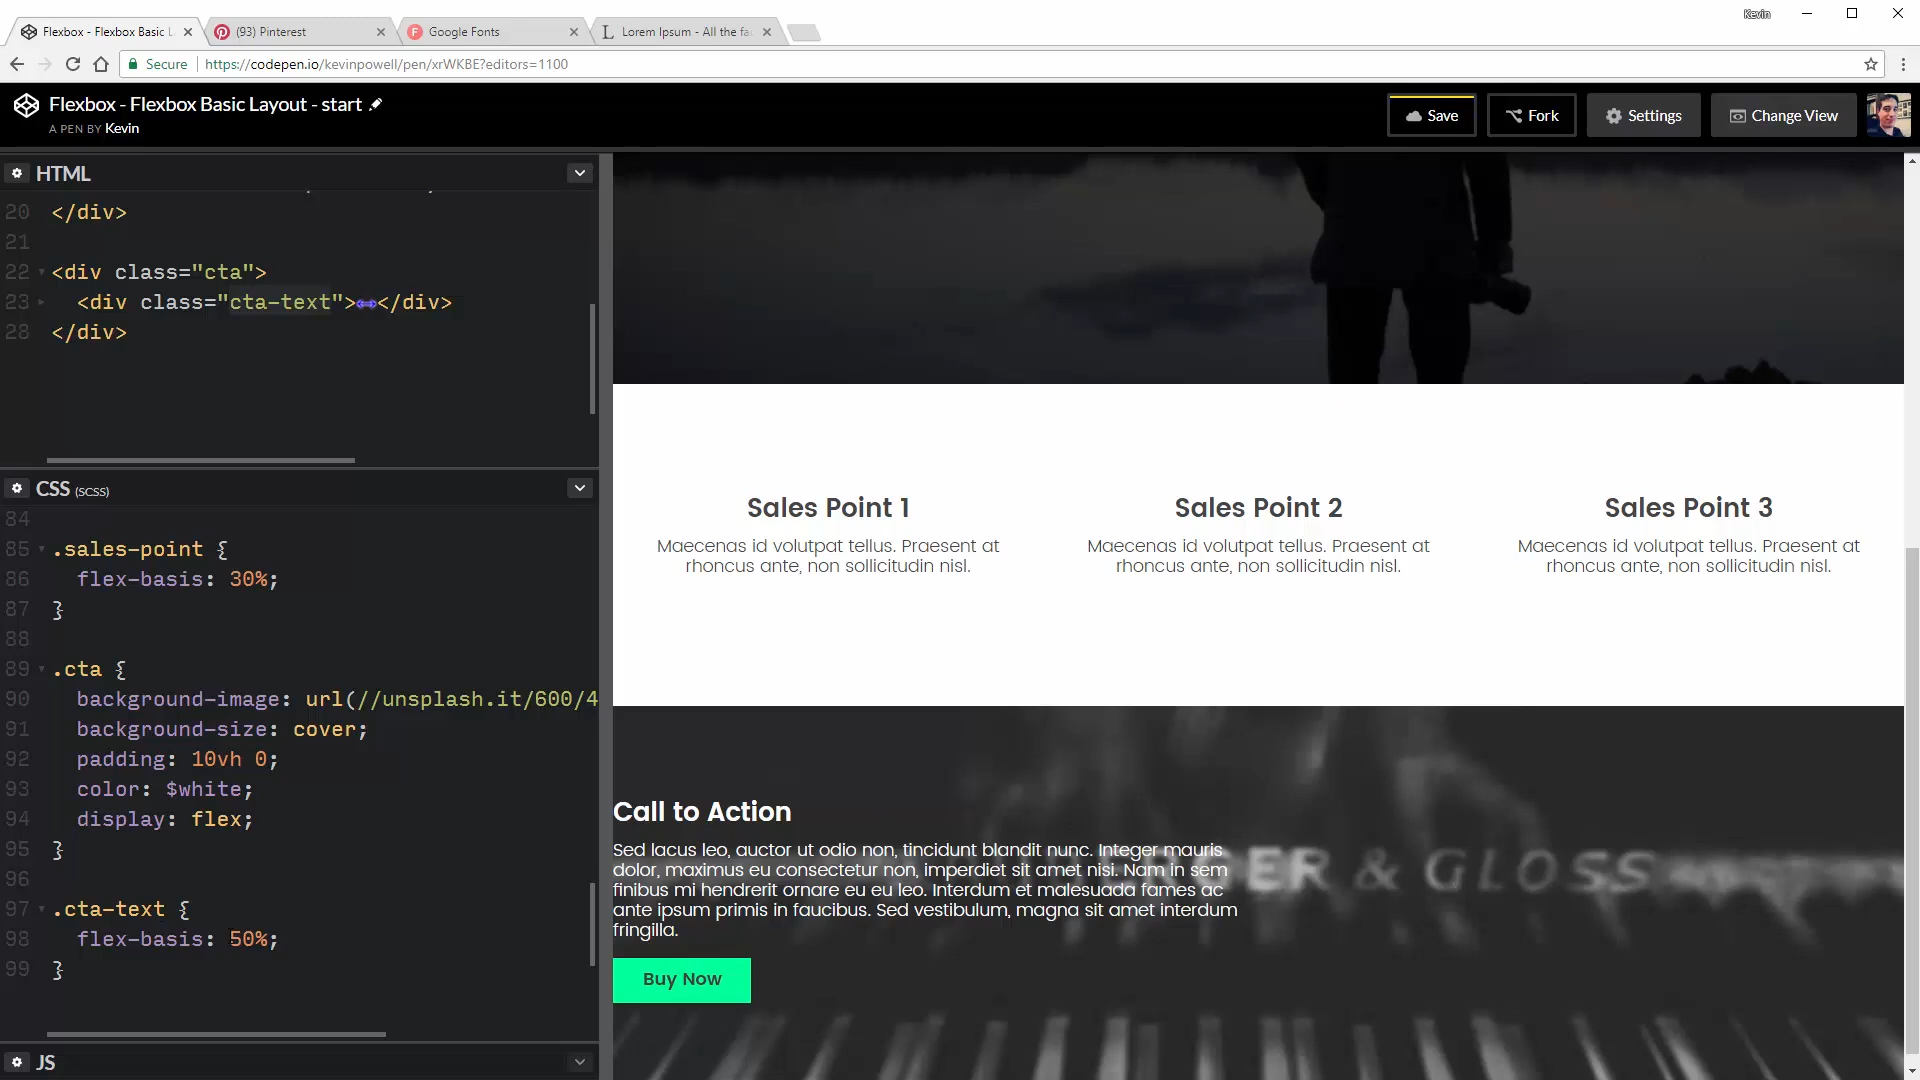 Kevin
Flexbox - Flexbox Basic L
(93) Pinterest
Google Fonts
Lorem Ipsum - All the fa
Secure
https://codepen.io/kevinpowell/pen/xrWKBE?editors=1100
Flexbox - Flexbox Basic Layout - start
A PEN BY Kevin
Save
Fork
Settings
Change View
HTML
20 </div>
21
22 <div class="cta">
23 <div class="cta-text"></div>
28 </div>
CSS (SCSS)
84
85 .sales-point {
86 flex-basis: 30%;
87 }
88
89 .cta {
90 background-image: url(//unsplash.it/600/4
91 background-size: cover;
92 padding: 10vh 0;
93 color: $white;
94 display: flex;
95 }
96
97 .cta-text {
98 flex-basis: 50%;
99 }
JS
Sales Point 1
Maecenas id volutpat tellus. Praesent at
rhoncus ante, non sollicitudin nisl.
Sales Point 2
Maecenas id volutpat tellus. Praesent at
rhoncus ante, non sollicitudin nisl.
Sales Point 3
Maecenas id volutpat tellus. Praesent at
rhoncus ante, non sollicitudin nisl.
Call to Action
Sed lacus leo, auctor ut odio non, tincidunt blandit nunc. Integer mauris
dolor, maximus eu consectetur non, imperdiet sit amet nisi. Nam in sem
finibus mi hendrerit ornare eu eu leo. Interdum et malesuada fames ac
ante ipsum primis in faucibus. Sed vestibulum, magna sit amet interdum
fringilla.
Buy Now
& GLOSS